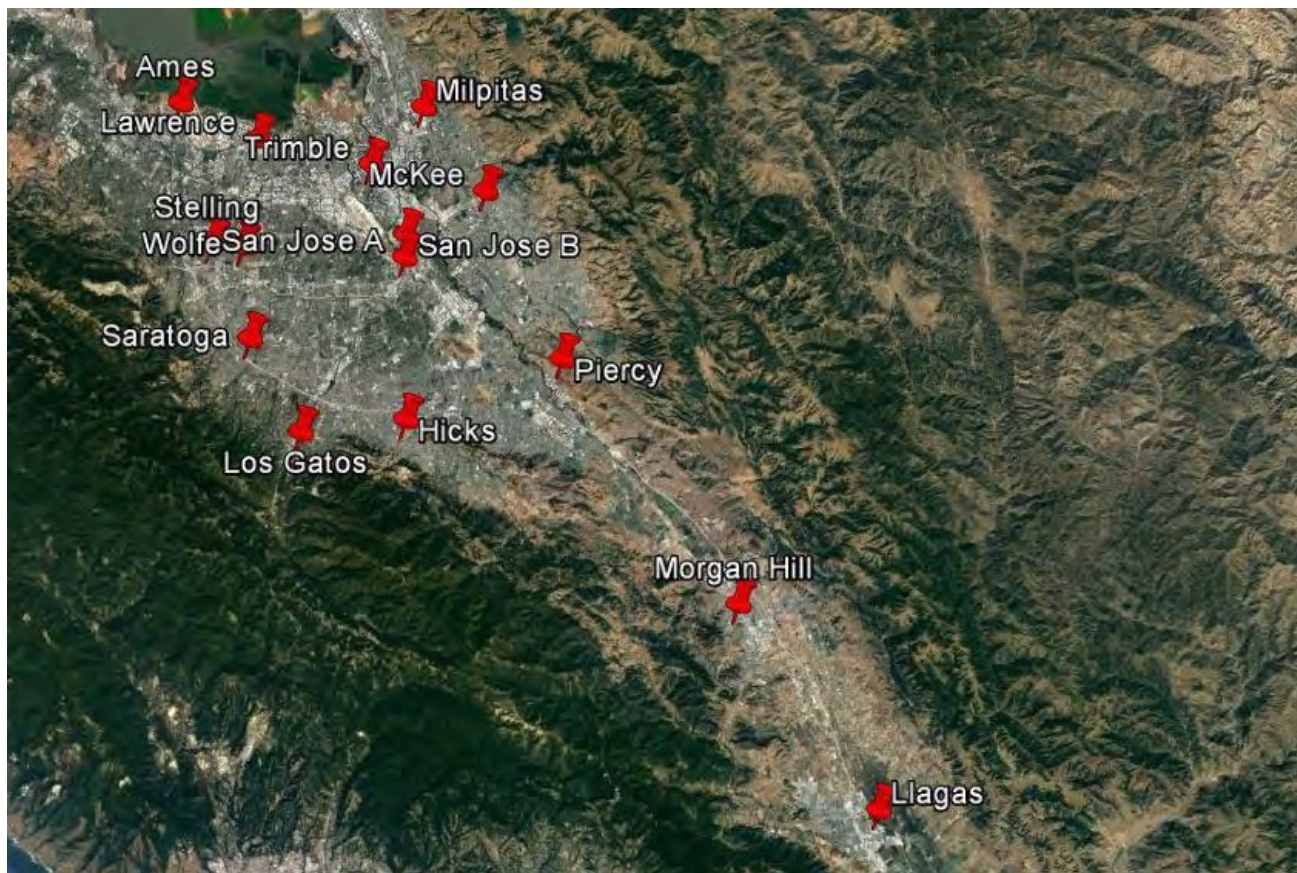 Ames
Milpitas
Lawrence
Trimble
McKee
Stelling
Wolfe
San Jose A
San Jose B
Saratoga
Piercy
Hicks
Los Gatos
Morgan Hill
Llagas